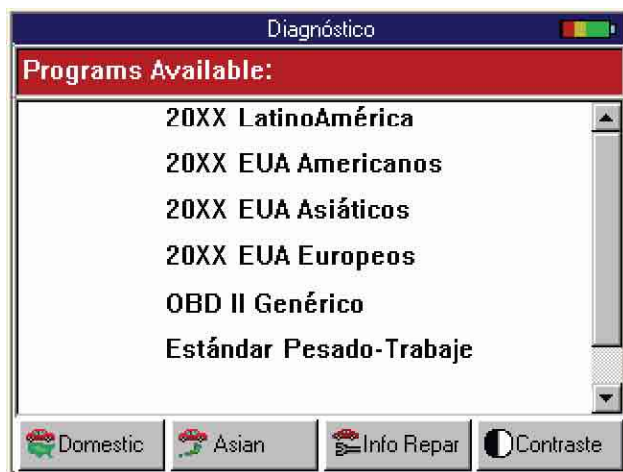 Diagnóstico
Programs Available:
20XX LatinoAmérica
20XX EUA Americanos
20XX EUA Asiáticos
20XX EUA Europeos
OBD II Genérico
Estándar Pesado-Trabaje
Domestic
Asian
Info Repar
Contraste